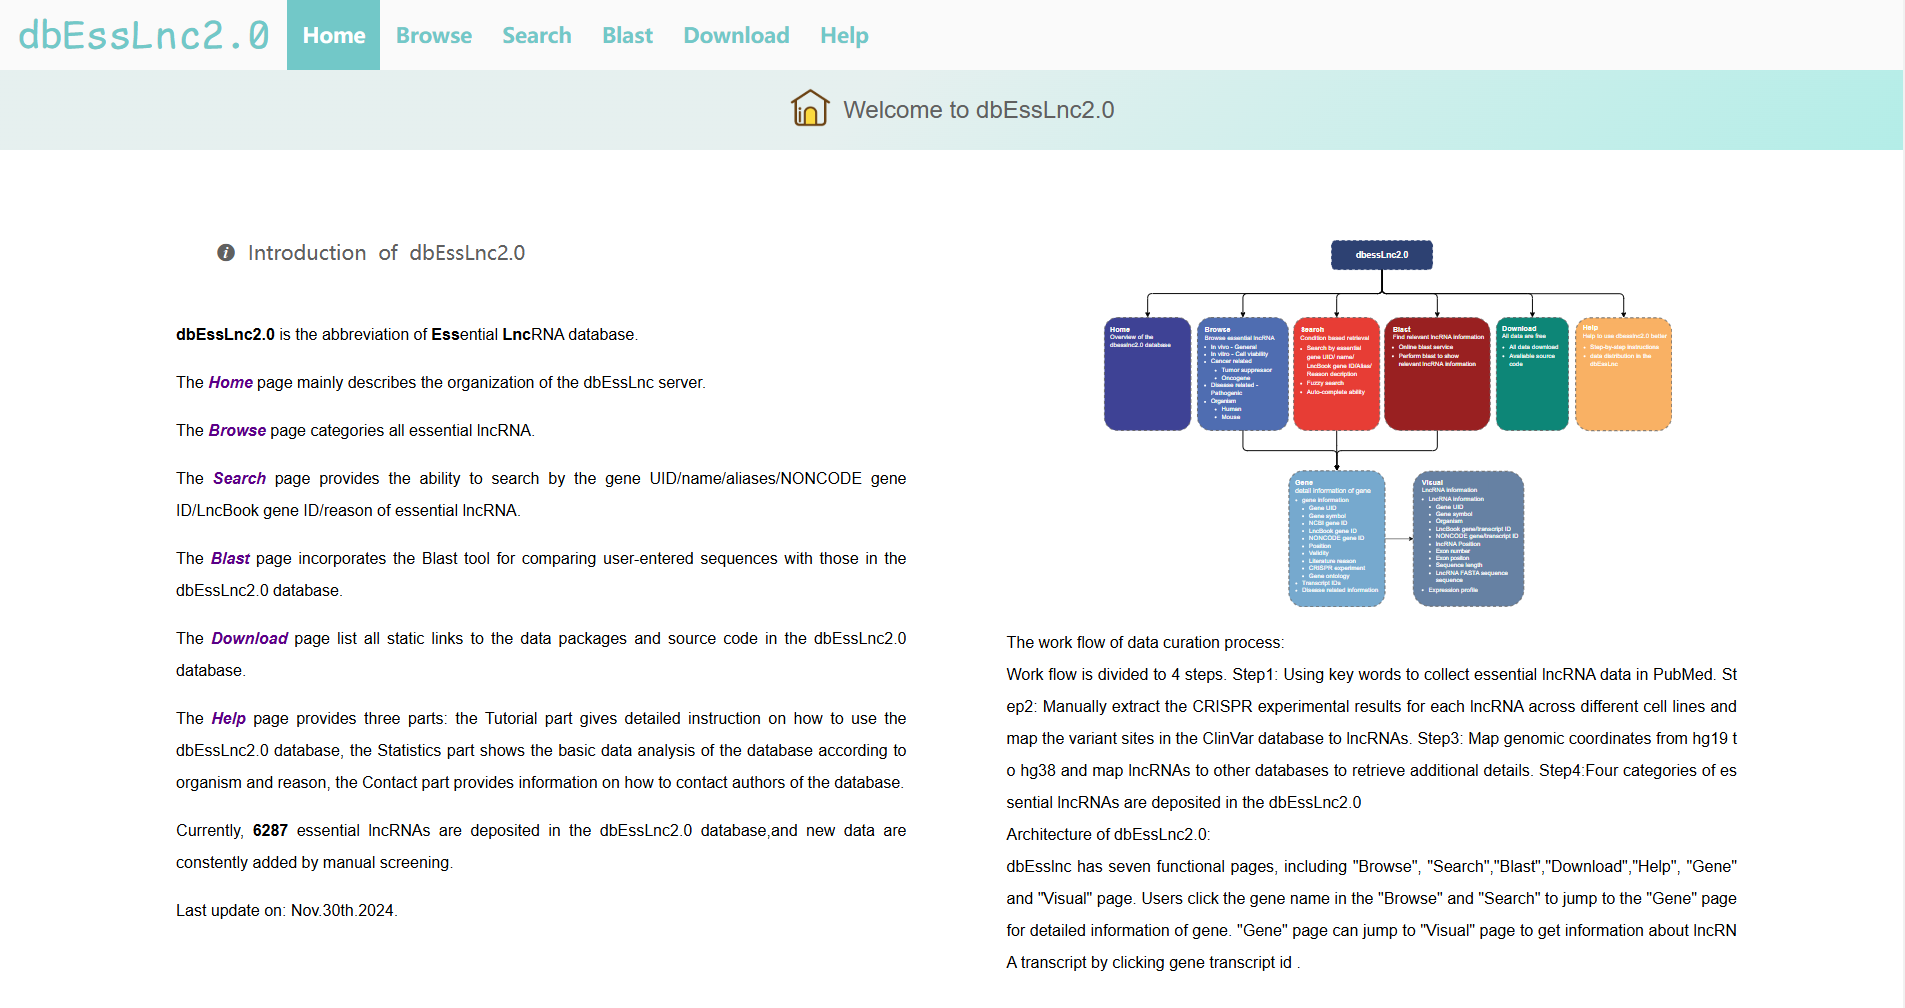 dbEssLnc2.0 Home Browse Search Blast Download Help
Welcome to dbEssLnc2.0
Introduction of dbEssLnc2.0
dbEssLnc2.0 is the abbreviation of Essential LncRNA database.
The Home page mainly describes the organization of the dbEssLnc server.
The Browse page categories all essential lncRNA.
The Search page provides the ability to search by the gene UID/name/aliases/NONCODE gene
ID/LncBook gene ID/reason of essential lncRNA.
The Blast page incorporates the Blast tool for comparing user-entered sequences with those in the
dbEssLnc2.0 database.
The Download page list all static links to the data packages and source code in the dbEssLnc2.0
database.
The Help page provides three parts: the Tutorial part gives detailed instruction on how to use the
dbEssLnc2.0 database, the Statistics part shows the basic data analysis of the database according to
organism and reason, the Contact part provides information on how to contact authors of the database.
Currently, 6287 essential lncRNAs are deposited in the dbEssLnc2.0 database,and new data are
constently added by manual screening.
Last update on: Nov.30th.2024.
dbessLnc2.0
Home
Overview of the
dbesslnc2.0 database
Browse
Browse essential lncRNA
In vivo - General
In vitro - Cell viability
Cancer related
Tumor suppressor
Oncogene
Disease related -
Pathogenic
Organism
Human
Mouse
Search
Condition based retrieval
Search by essential
gene UID/ name/
LncBook gene ID/Alias/
Reason decription
Fuzzy search
Auto-complete ability
Blast
Find relevant lncRNA information
Online blast service
Perform blast to show
relevant lncRNA information
Download
All data are free
All data download
Available source
code
Help
Help to use dbesslnc2.0 better
Step-by-step instructions
data distribution in the
dbEssLnc
Gene
detail information of gene
gene information
Gene UID
Gene symbol
NCBI gene ID
LncBook gene ID
NONCODE gene ID
Position
Validity
Literature reason
CRISPR experiment
Gene ontology
Transcript IDs
Disease related information
Visual
LncRNA information
LncRNA information
Gene UID
Gene symbol
Organism
LncBook gene/transcript ID
NONCODE gene/transcript ID
lncRNA Position
Exon number
Exon position
Sequence length
LncRNA FASTA sequence
sequence
Expression profile
The work flow of data curation process:
Work flow is divided to 4 steps. Step1: Using key words to collect essential lncRNA data in PubMed. St
ep2: Manually extract the CRISPR experimental results for each lncRNA across different cell lines and
map the variant sites in the ClinVar database to lncRNAs. Step3: Map genomic coordinates from hg19 t
o hg38 and map lncRNAs to other databases to retrieve additional details. Step4:Four categories of es
sential lncRNAs are deposited in the dbEssLnc2.0
Architecture of dbEssLnc2.0:
dbEsslnc has seven functional pages, including "Browse", "Search","Blast","Download","Help", "Gene"
and "Visual" page. Users click the gene name in the "Browse" and "Search" to jump to the "Gene" page
for detailed information of gene. "Gene" page can jump to "Visual" page to get information about lncRN
A transcript by clicking gene transcript id .